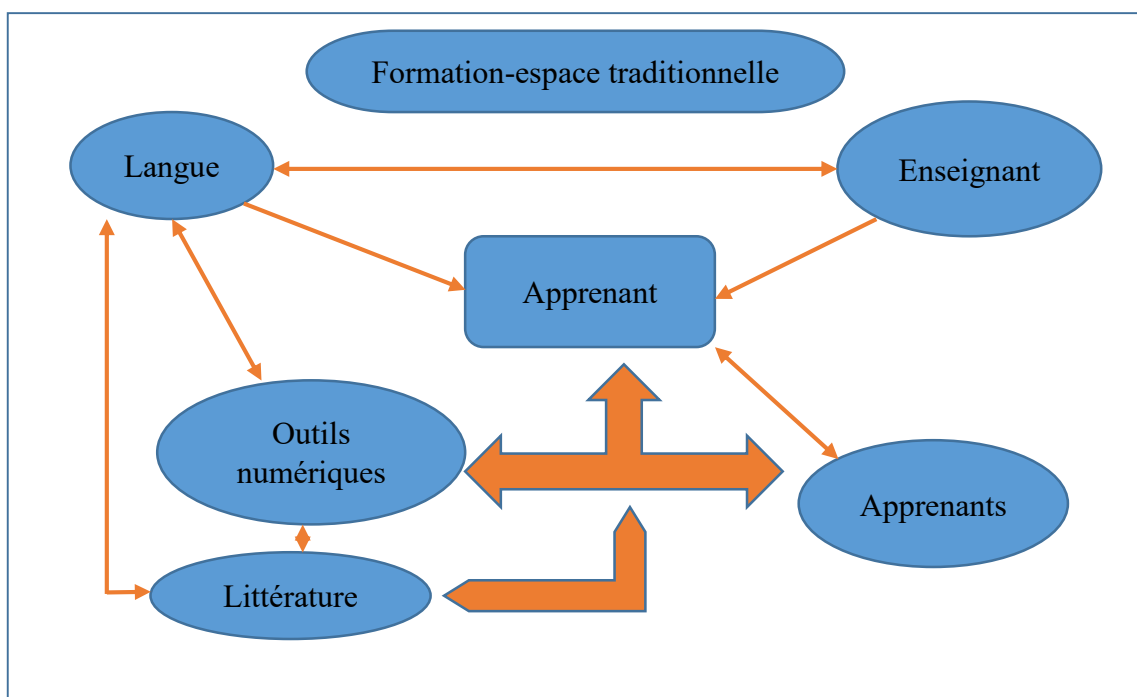 Formation-espace traditionnelle
Langue
Enseignant
Apprenant
Outils
numériques
Apprenants
Littérature